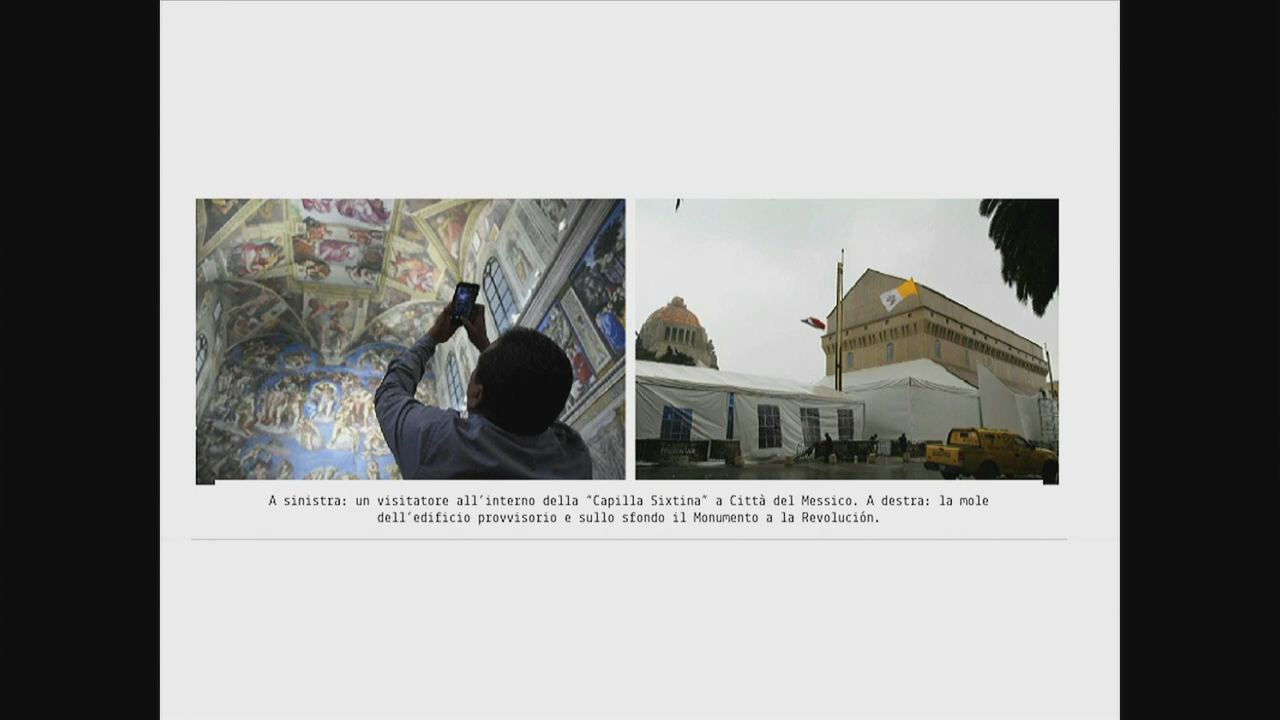 A sinistra: un visitatore all'interno della "Capilla Sixtina" a Città del Messico. A destra: la mole
dell'edificio provvisorio e sullo sfondo il Monumento a la Revolución.